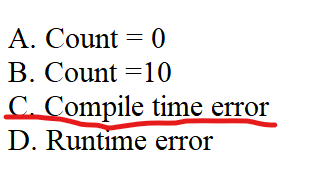 A. Count = 0
B. Count =10
C. Compile time error
D. Runtime error